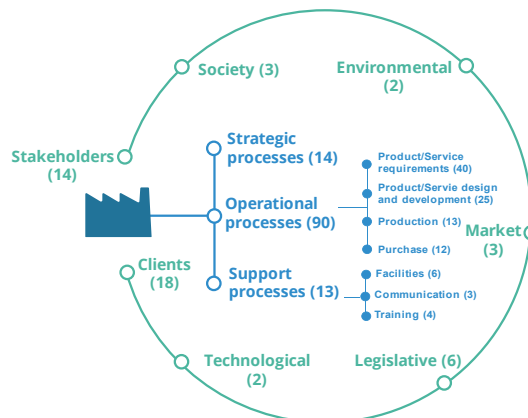 Society (3)
Environmental
(2)
Stakeholders
(14)
Strategic
processes (14)
Product/Service
requirements (40)
Product/Servie design
and development (25)
Operational
processes (90)
Production (13)
Purchase (12)
Market
(3)
Clients
(18)
Support
processes (13)
Facilities (6)
Communication (3)
Training (4)
Technological
(2)
Legislative (6)